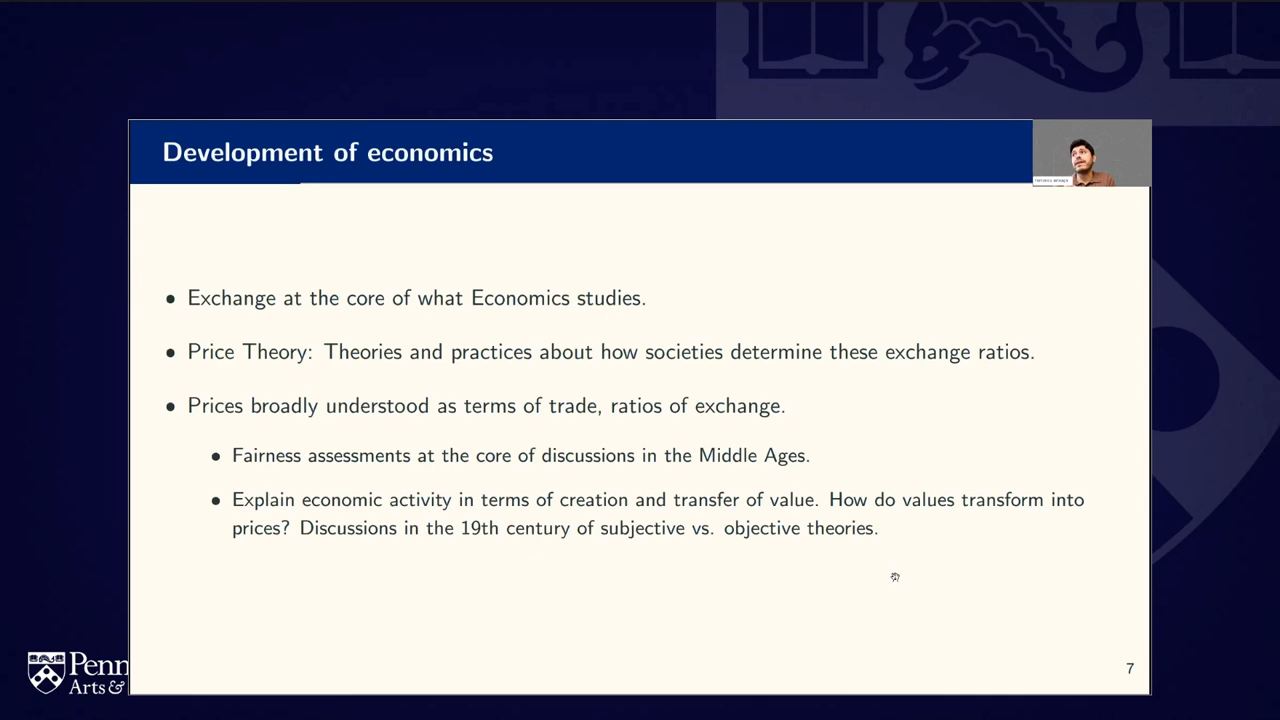 Development of economics
• Exchange at the core of what Economics studies.
• Price Theory: Theories and practices about how societies determine these exchange ratios.
• Prices broadly understood as terms of trade, ratios of exchange.
• Fairness assessments at the core of discussions in the Middle Ages.
• Explain economic activity in terms of creation and transfer of value. How do values transform into
prices? Discussions in the 19th century of subjective vs. objective theories.
7
Penn
Arts &